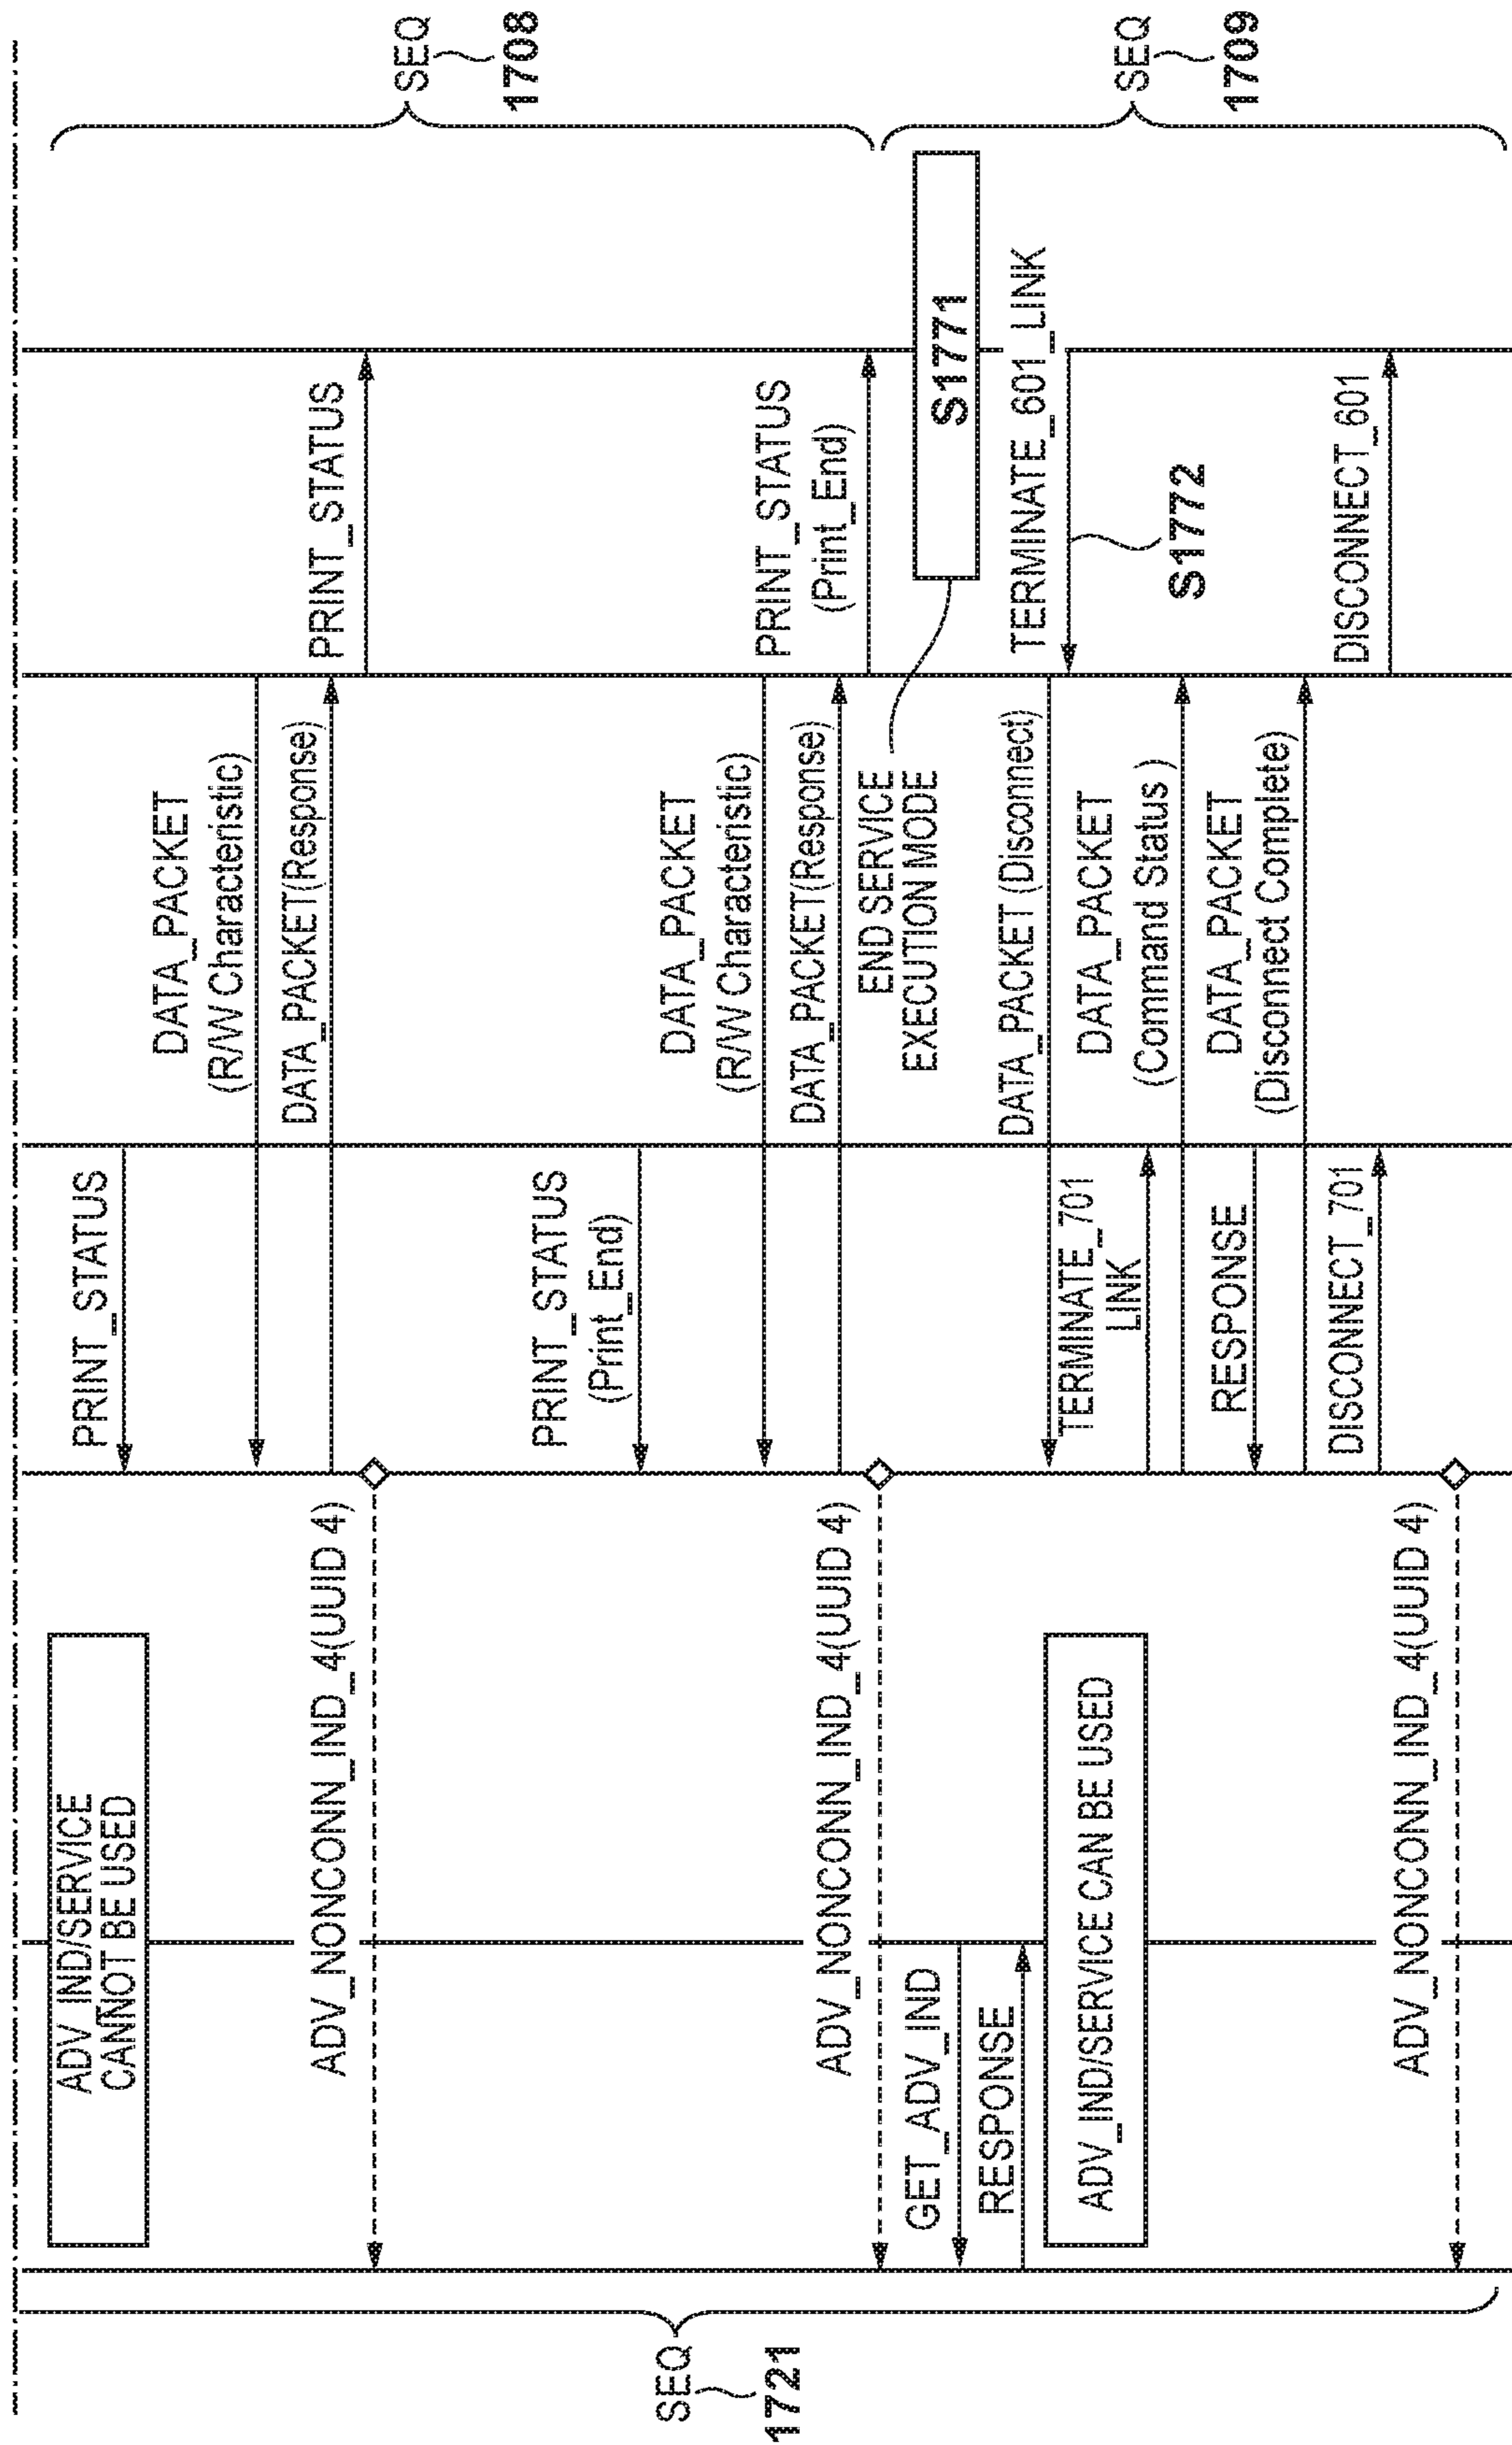 ADV_IND/SERVICE
CANNOT BE USED
PRINT_STATUS
DATA_PACKET
(R/W Characteristic)
DATA_PACKET(Response)
ADV_NONCONN_IND_4(UUID 4)
PRINT_STATUS
SEQ
1708
PRINT_STATUS
(Print_End)
DATA_PACKET
(R/W Characteristic)
DATA_PACKET(Response)
ADV_NONCONN_IND_4(UUID 4)
PRINT_STATUS
(Print_End)
SEQ
1721
GET_ADV_IND
RESPONSE
END SERVICE
EXECUTION MODE
S1771
ADV_IND/SERVICE CAN BE USED
DATA_PACKET (Disconnect)
TERMINATE_601_LINK
S1772
TERMINATE_701
LINK
DATA_PACKET
(Command Status )
RESPONSE
DATA_PACKET
(Disconnect Complete)
DISCONNECT_701
DISCONNECT_601
ADV_NONCONN_IND_4(UUID 4)
SEQ
1709